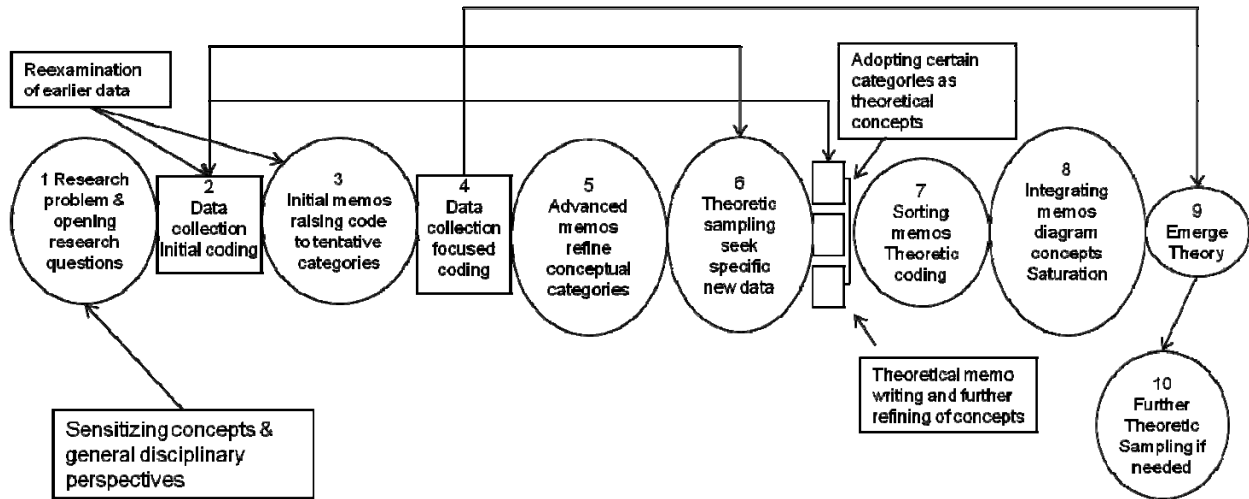 Reexamination
of earlier data
Adopting certain
categories as
theoretical
concepts
1 Research
problem &
opening
research
questions
2
Data
collection
Initial coding
3
Initial memos
raising code
to tentative
categories
4
Data
collection
focused
coding
5
Advanced
memos
refine
conceptual
categories
6
Theoretic
sampling
seek
specific
new data
7
Sorting
memos
Theoretic
coding
8
Integrating
memos
diagram
concepts
Saturation
9
Emerge
Theory
Sensitizing concepts &
general disciplinary
perspectives
Theoretical memo
writing and further
refining of concepts
10
Further
Theoretic
Sampling if
needed